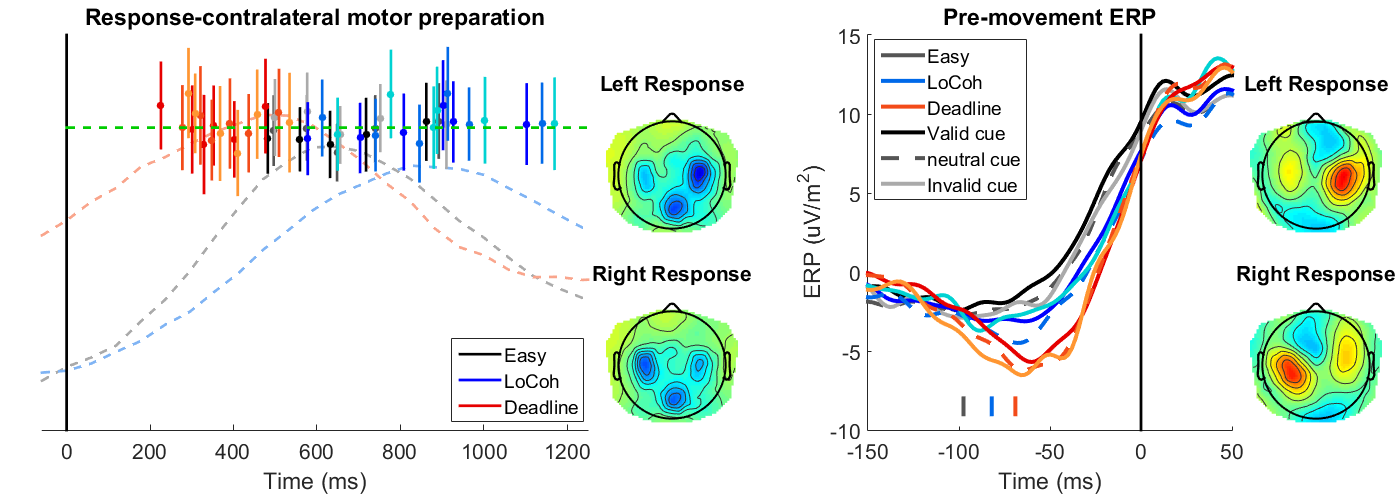 Response-contralateral motor preparation
Left Response
Right Response
Easy
LoCoh
Deadline
0
200
400
600
800
1000
1200
Time (ms)
Pre-movement ERP
15
10
5
0
-5
-10
ERP (uV/m²)
Easy
LoCoh
Deadline
Valid cue
neutral cue
Invalid cue
-150
-100
-50
0
50
Time (ms)
Left Response
Right Response